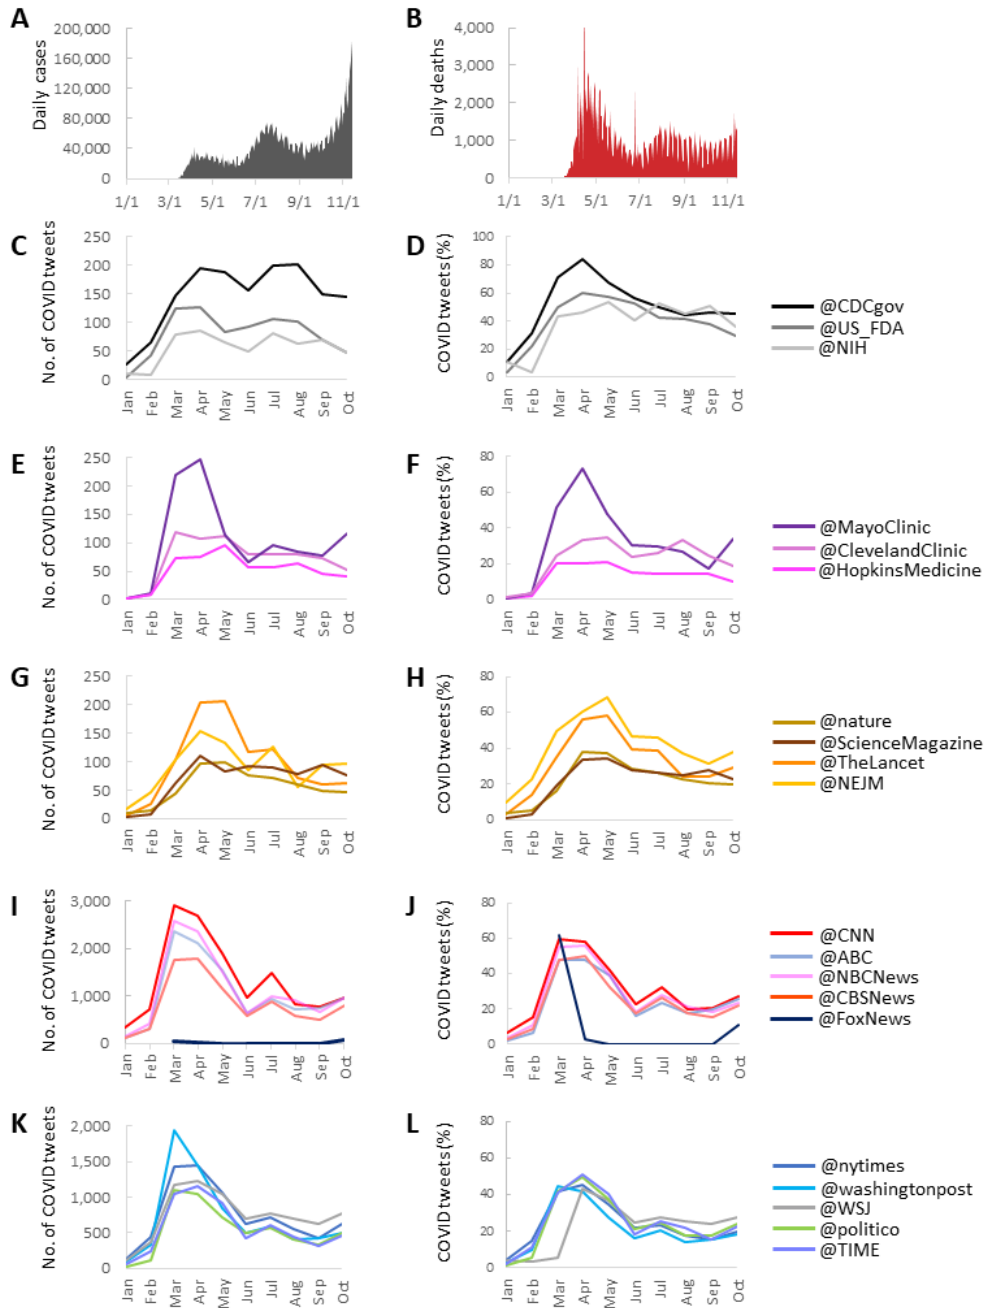 A
Daily cases
200,000
160,000
120,000
80,000
40,000
0
1/1 3/1 5/1 7/1 9/1 11/1
B
Daily deaths
4,000
3,000
2,000
1,000
0
1/1 3/1 5/1 7/1 9/1 11/1
C
No. of COVID tweets
250
200
150
100
50
0
Jan Feb Mar Apr May Jun Jul Aug Sep Oct
D
COVID tweets (%)
100
80
60
40
20
0
Jan Feb Mar Apr May Jun Jul Aug Sep Oct
@CDCgov
@US_FDA
@NIH
E
No. of COVID tweets
250
200
150
100
50
0
Jan Feb Mar Apr May Jun Jul Aug Sep Oct
F
COVID tweets (%)
80
60
40
20
0
Jan Feb Mar Apr May Jun Jul Aug Sep Oct
@MayoClinic
@ClevelandClinic
@HopkinsMedicine
G
No. of COVID tweets
250
200
150
100
50
0
Jan Feb Mar Apr May Jun Jul Aug Sep Oct
H
COVID tweets (%)
80
60
40
20
0
Jan Feb Mar Apr May Jun Jul Aug Sep Oct
@nature
@ScienceMagazine
@TheLancet
@NEJM
I
No. of COVID tweets
3,000
2,000
1,000
0
Jan Feb Mar Apr May Jun Jul Aug Sep Oct
J
COVID tweets (%)
80
60
40
20
0
Jan Feb Mar Apr May Jun Jul Aug Sep Oct
@CNN
@ABC
@NBCNews
@CBSNews
@FoxNews
K
No. of COVID tweets
2,000
1,500
1,000
500
0
Jan Feb Mar Apr May Jun Jul Aug Sep Oct
L
COVID tweets (%)
80
60
40
20
0
Jan Feb Mar Apr May Jun Jul Aug Sep Oct
@nytimes
@washingtonpost
@WSJ
@politico
@TIME